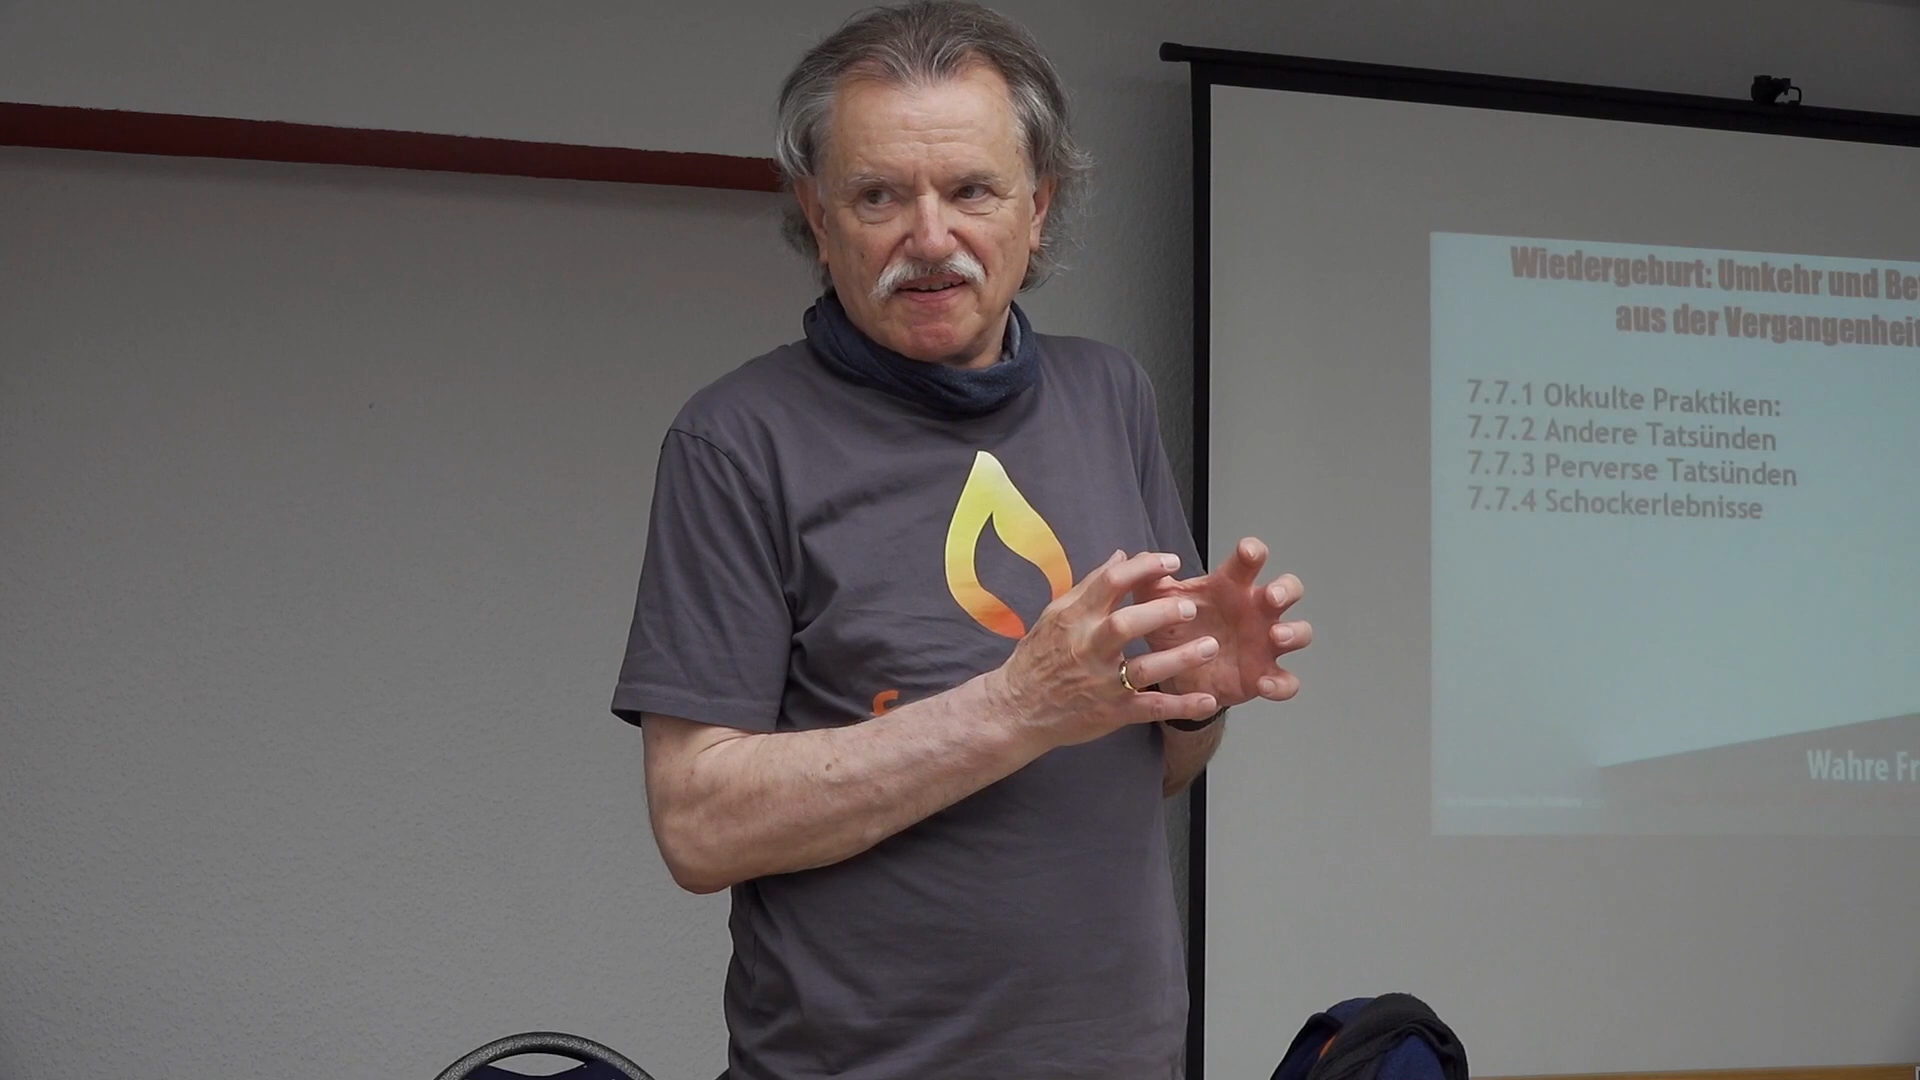 Wiedergeburt: Umkehr und Be
aus der Vergangenheit
7.7.1 Okkulte Praktiken:
7.7.2 Andere Tatsünden
7.7.3 Perverse Tatsünden
7.7.4 Schockerlebnisse
Wahre Fr